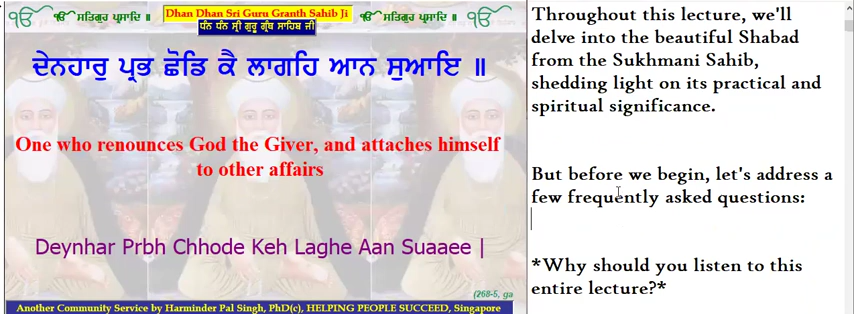 ੴ ੴ ਸਤਿਗੁਰ ਪ੍ਰਸਾਦਿ ॥ Dhan Dhan Sri Guru Granth Sahib Ji ੴ ਸਤਿਗੁਰ ਪ੍ਰਸਾਦਿ ॥ ੴ
ਧੰਨ ਧੰਨ ਸ੍ਰੀ ਗੁਰੂ ਗ੍ਰੰਥ ਸਾਹਿਬ ਜੀ
ਦੇਨਹਾਰੁ ਪ੍ਰਭ ਛੋਡਿ ਕੈ ਲਾਗਹਿ ਆਨ ਸੁਆਇ ॥
One who renounces God the Giver, and attaches himself
to other affairs
Deynhar Prbh Chhode Keh Laghe Aan Suaaee |
(268-5, ga
Another Community Service by Harminder Pal Singh, PhD(c), HELPING PEOPLE SUCCEED, Singapore
Throughout this lecture, we'll
delve into the beautiful Shabad
from the Sukhmani Sahib,
shedding light on its practical and
spiritual significance.
But before we begin, let's address a
few frequently asked questions:
*Why should you listen to this
entire lecture?*